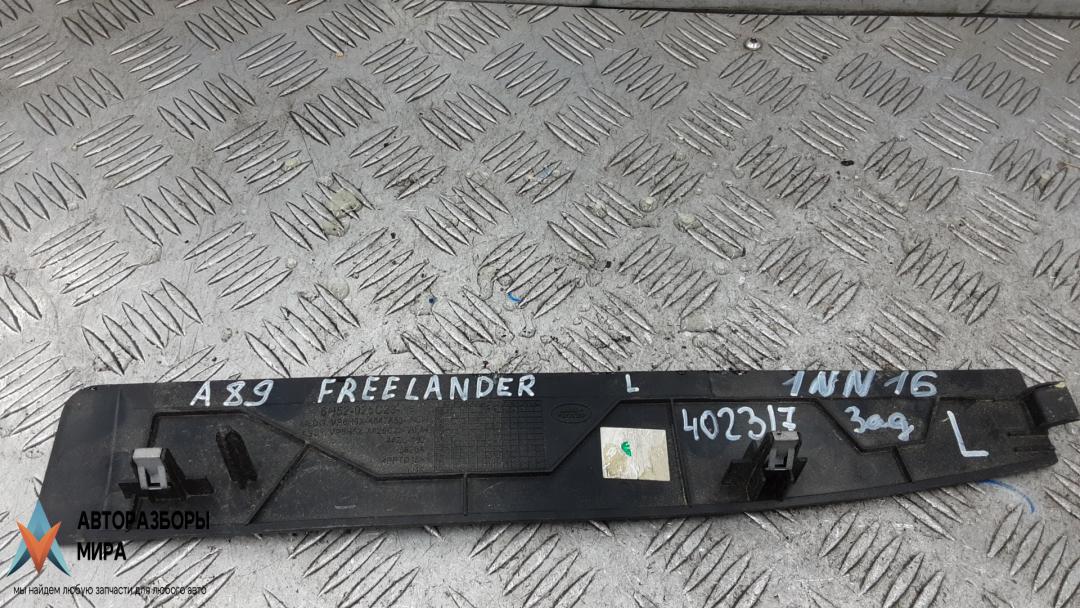 A89 FREELANDER L 1NN16
402317 Зад
L
АВТОРАЗБОРЫ
МИРА
мы найдем любую запчасти для любого авто